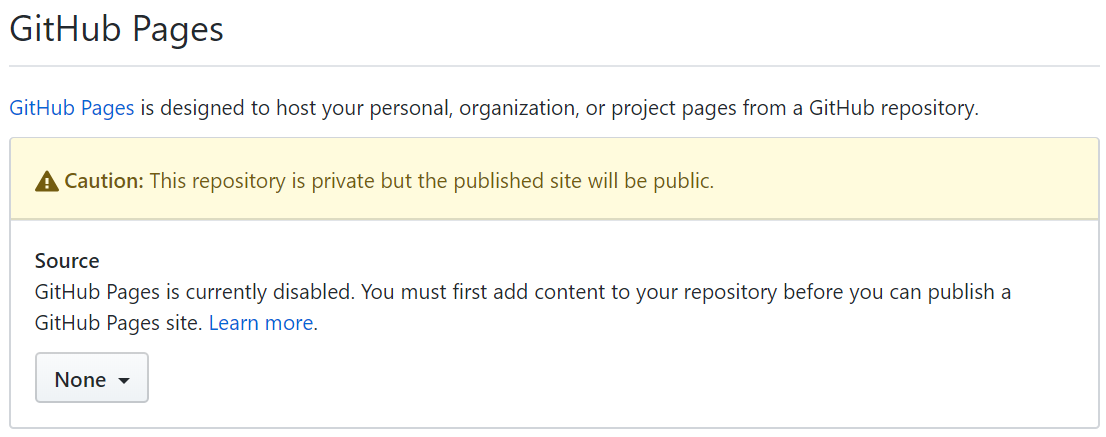 GitHub Pages
GitHub Pages is designed to host your personal, organization, or project pages from a GitHub repository.
Caution: This repository is private but the published site will be public.
Source
GitHub Pages is currently disabled. You must first add content to your repository before you can publish a
GitHub Pages site. Learn more.
None